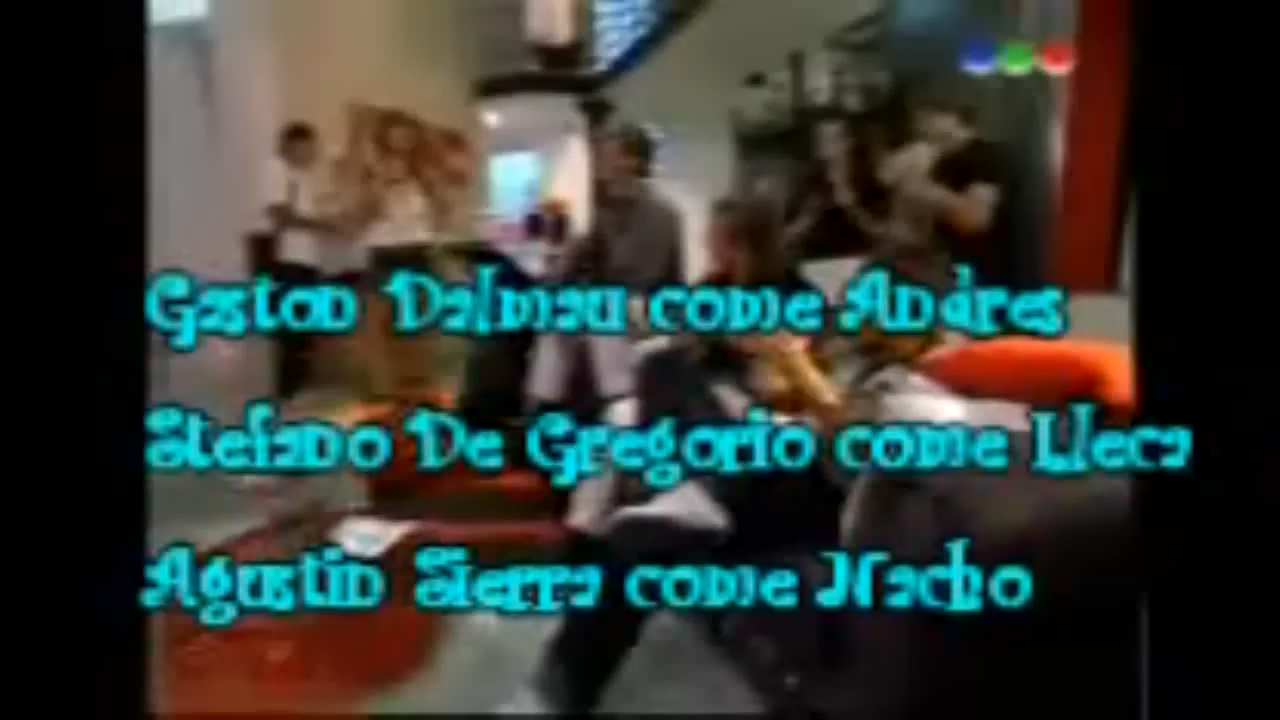 Gaston Dalmau come Andres
Stefano De Gregorio come Lleca
Agustin Sierra come Nacho